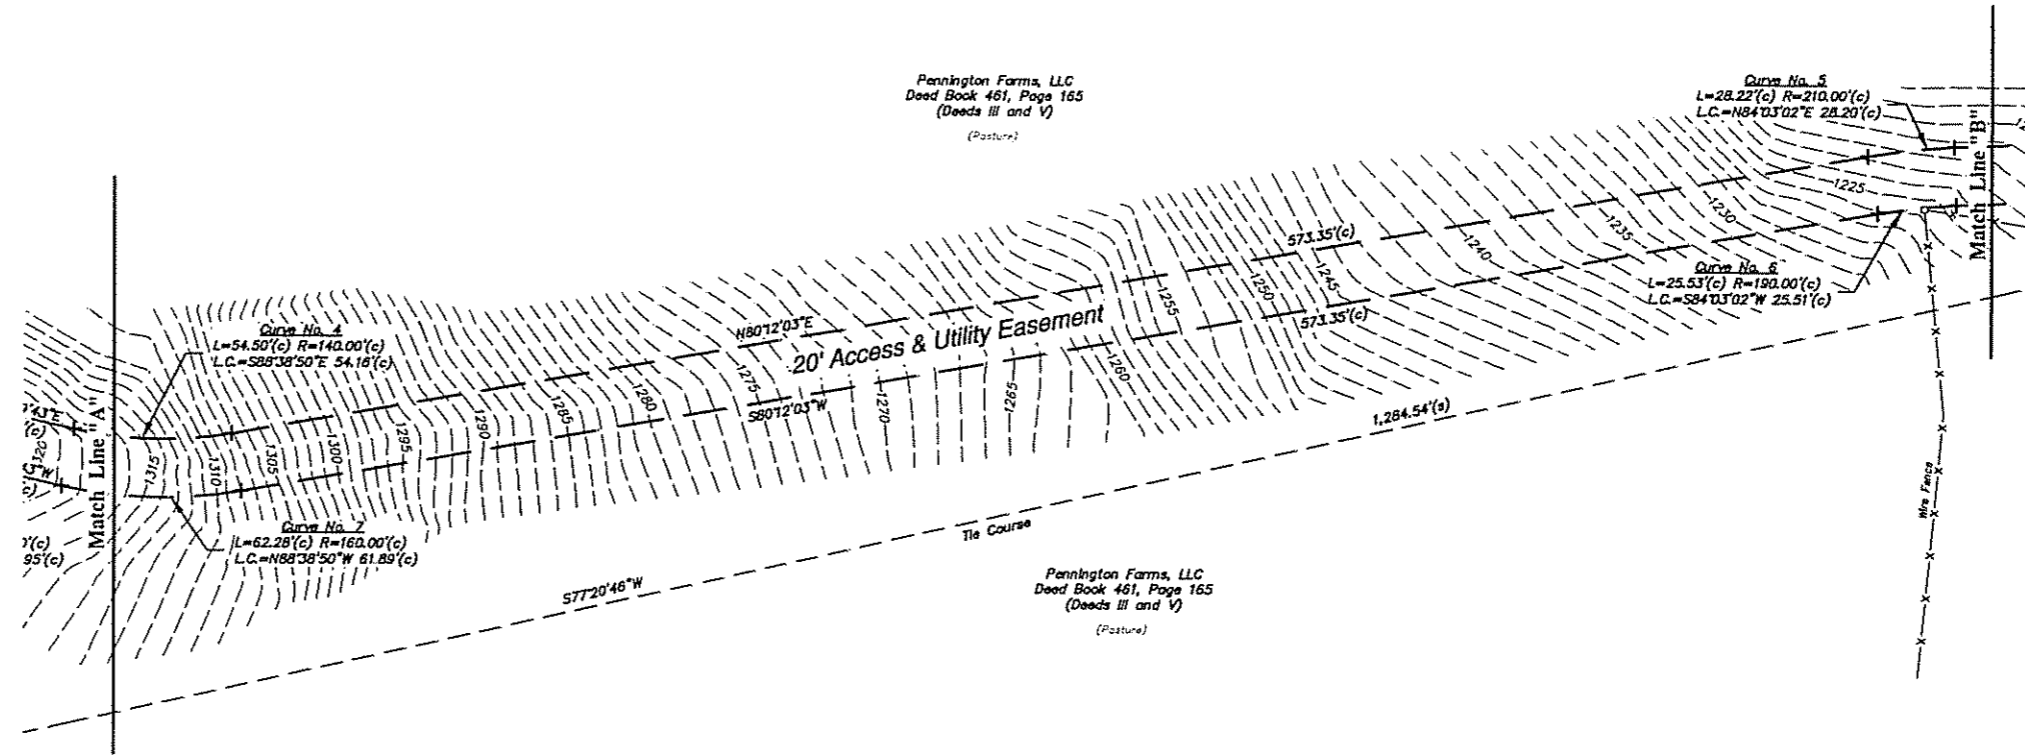 Pennington Farms, LLC
Deed Book 461, Page 165
(Deeds III and V)
(Pasture)
Curve No. 5
L=28.22'(c) R=210.00'(c)
L.C.=N84°03'02"E 28.20'(c)
Match Line "B"
1225
1230
1235
1240
573.35'(c)
1245
1250
1255
1260
573.35'(c)
Curve No. 6
L=25.53'(c) R=190.00'(c)
L.C.=S84°03'02"W 25.51'(c)
N80°12'03"E
20' Access & Utility Easement
S80°12'03"W
1265
1270
1275
1280
1285
1290
1295
1300
1305
1310
1315
1320
Curve No. 4
L=54.50'(c) R=140.00'(c)
L.C.=S88°38'50"E 54.16'(c)
Match Line "A"
Curve No. 7
L=62.28'(c) R=160.00'(c)
L.C.=N88°38'50"W 61.89'(c)
95'(c)
1,284.54'(s)
Tie Course
S77°20'46"W
Wire Fence
Pennington Farms, LLC
Deed Book 461, Page 165
(Deeds III and V)
(Pasture)